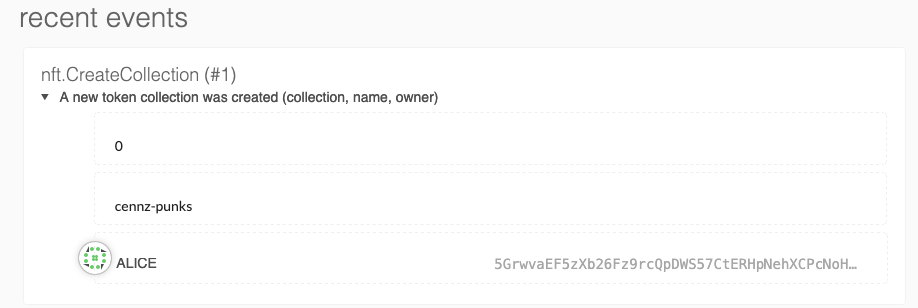 recent events
nft.CreateCollection (#1)
▼ A new token collection was created (collection, name, owner)
0
cennz-punks
ALICE 5GrwvaEF5zXb26Fz9rcQpDWS57CtERHpNehXCPcNoH…